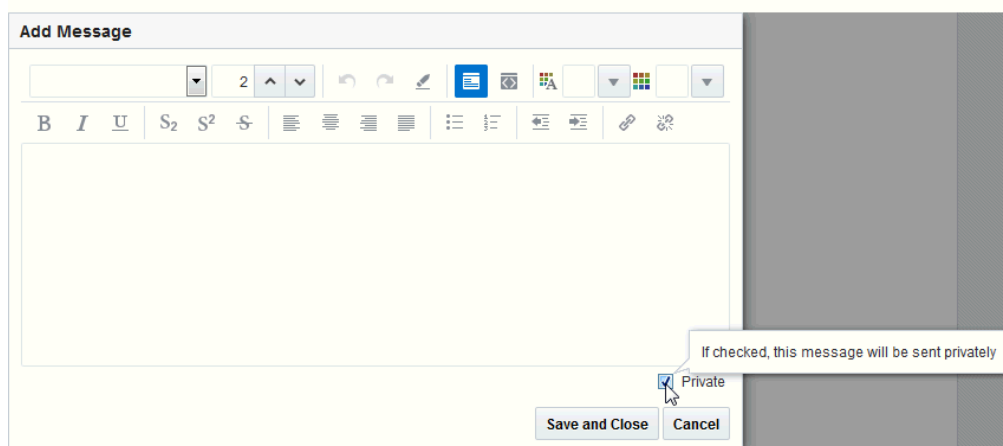 Add Message
2
A
B I U S2 S2 S
If checked, this message will be sent privately
Private
Save and Close Cancel